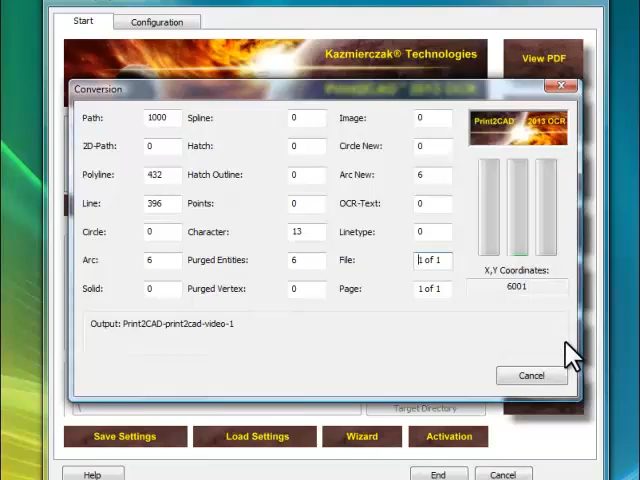 Start Configuration
Kazmierczak® Technologies
View PDF
Conversion
Path: 1000 Spline: 0 Image: 0
Print2CAD 2013 OCR
2D-Path: 0 Hatch: 0 Circle New: 0
Polyline: 432 Hatch Outline: 0 Arc New: 6
Line: 396 Points: 0 OCR-Text: 0
Circle: 0 Character: 13 Linetype: 0
Arc: 6 Purged Entities: 6 File: 1 of 1
X,Y Coordinates:
Solid: 0 Purged Vertex: 0 Page: 1 of 1
6001
Output: Print2CAD-print2cad-video-1
Cancel
\ Target Directory
Save Settings Load Settings Wizard Activation
Help End Cancel